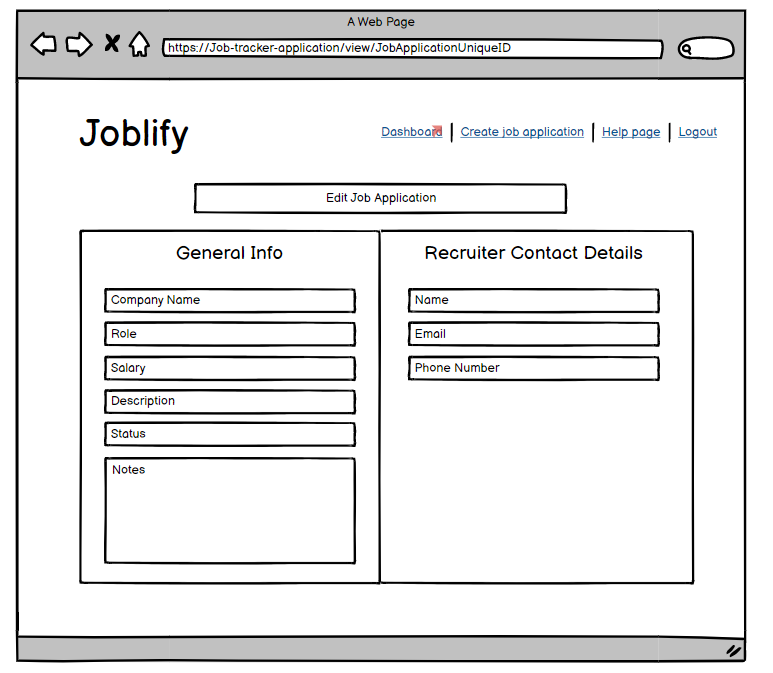 A Web Page
https://Job-tracker-application/view/JobApplicationUniqueID
Joblify
Dashboard | Create job application | Help page | Logout
Edit Job Application
General Info
Company Name
Role
Salary
Description
Status
Notes
Recruiter Contact Details
Name
Email
Phone Number